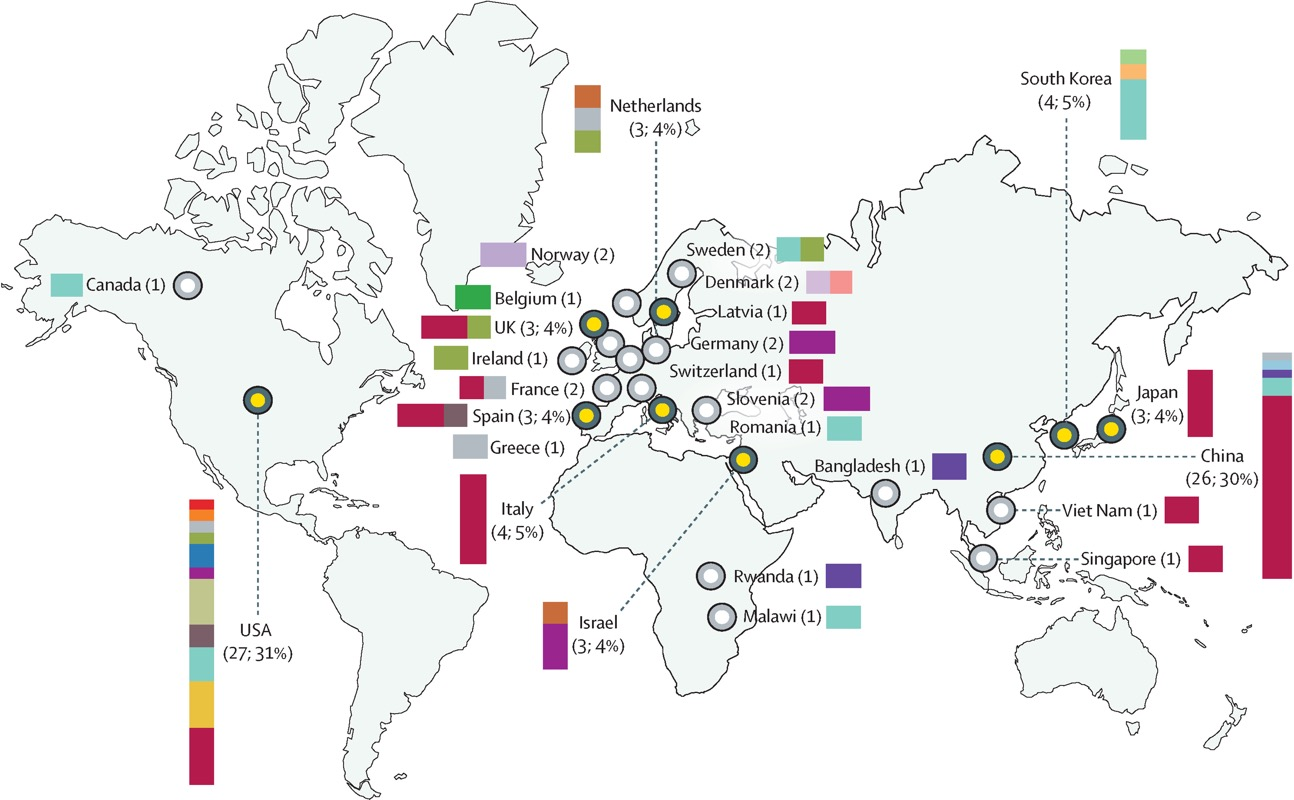 South Korea
(4; 5%)
Netherlands
(3; 4%)
Norway (2)
Sweden (2)
Canada (1)
Denmark (2)
Belgium (1)
Latvia (1)
UK (3; 4%)
Germany (2)
Ireland (1)
Switzerland (1)
France (2)
Slovenia (2)
Japan
(3; 4%)
Spain (3; 4%)
Romania (1)
Greece (1)
China
(26; 30%)
Bangladesh (1)
Italy
(4; 5%)
Viet Nam (1)
Singapore (1)
Rwanda (1)
Malawi (1)
Israel
(3; 4%)
USA
(27; 31%)